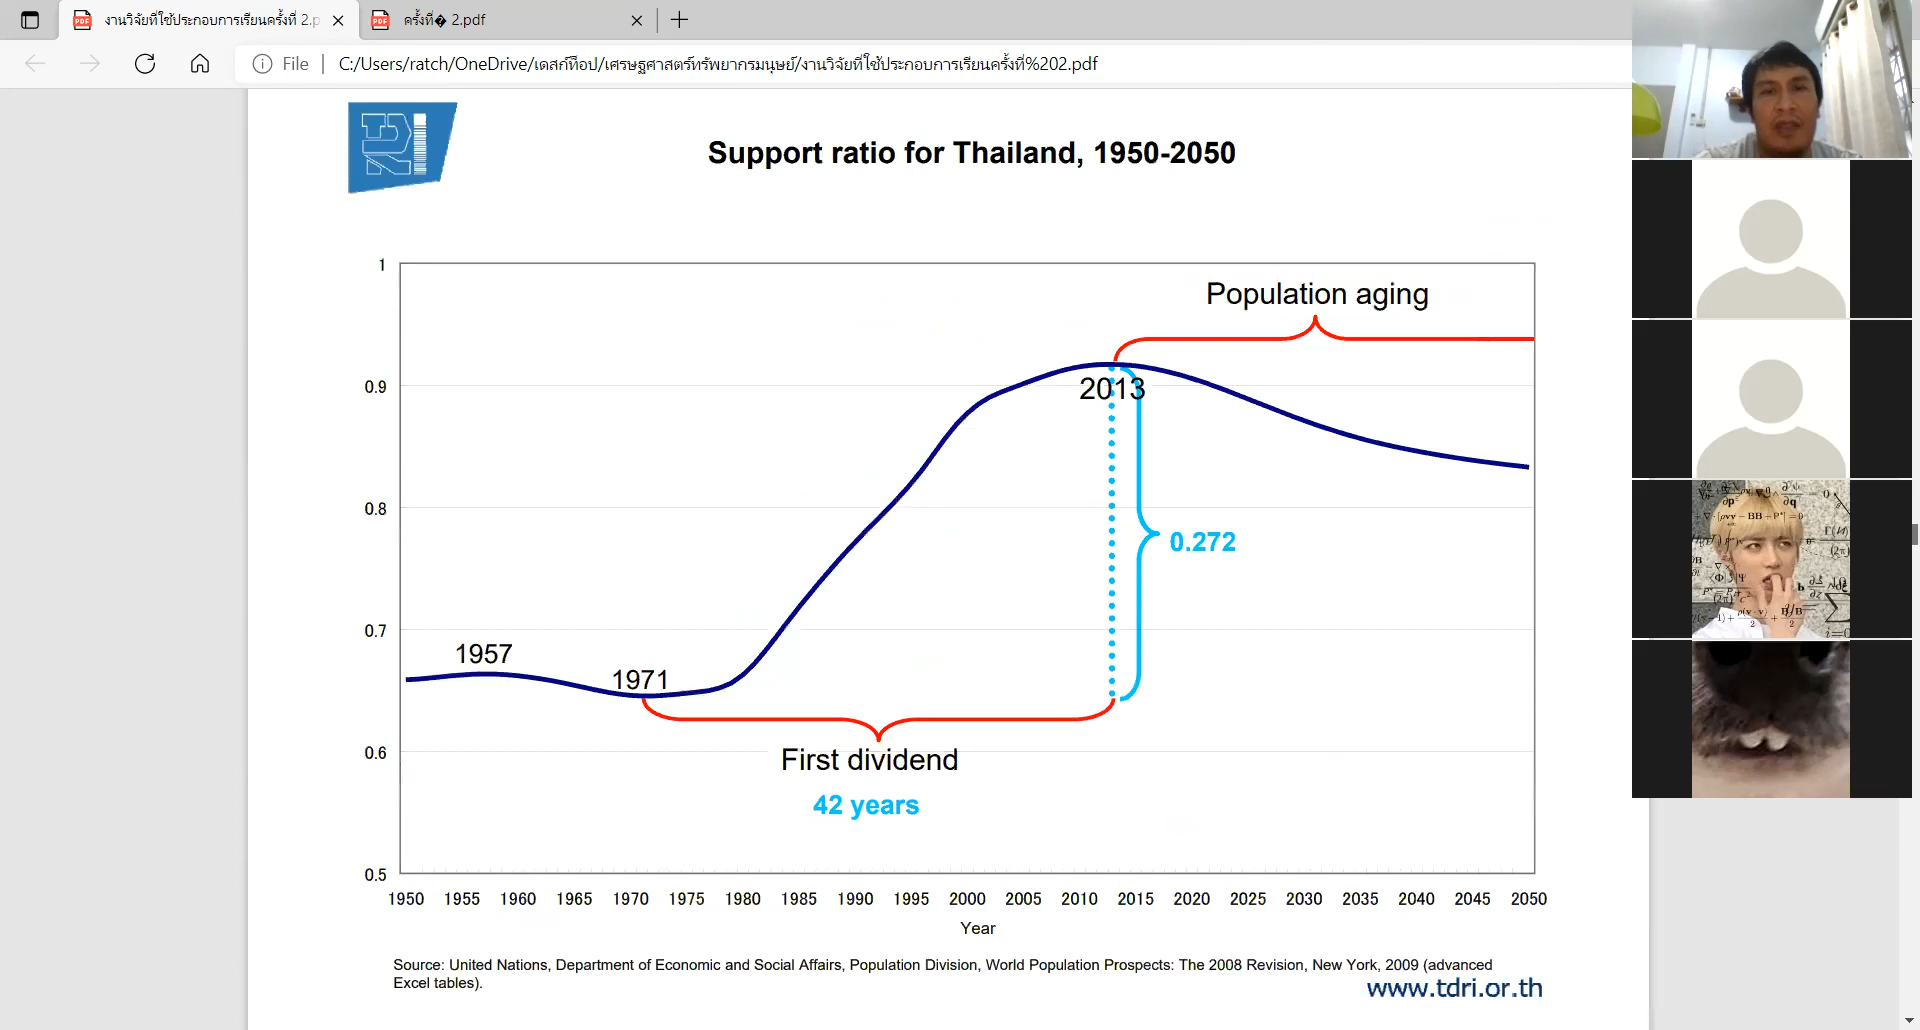 งานวิจัยที่ใช้ประกอบการเรียนครั้งที่ 2.p
ครั้งที่� 2.pdf
File
C:/Users/ratch/OneDrive/เดสก์ท็อป/เศรษฐศาสตร์ทรัพยากรมนุษย์/งานวิจัยที่ใช้ประกอบการเรียนครั้งที่%202.pdf
TDRI
Support ratio for Thailand, 1950-2050
1
0.9
0.8
0.7
0.6
0.5
Population aging
2013
0.272
1957
1971
First dividend
42 years
1950 1955 1960 1965 1970 1975 1980 1985 1990 1995 2000 2005 2010 2015 2020 2025 2030 2035 2040 2045 2050
Year
Source: United Nations, Department of Economic and Social Affairs, Population Division, World Population Prospects: The 2008 Revision, New York, 2009 (advanced
Excel tables).
www.tdri.or.th